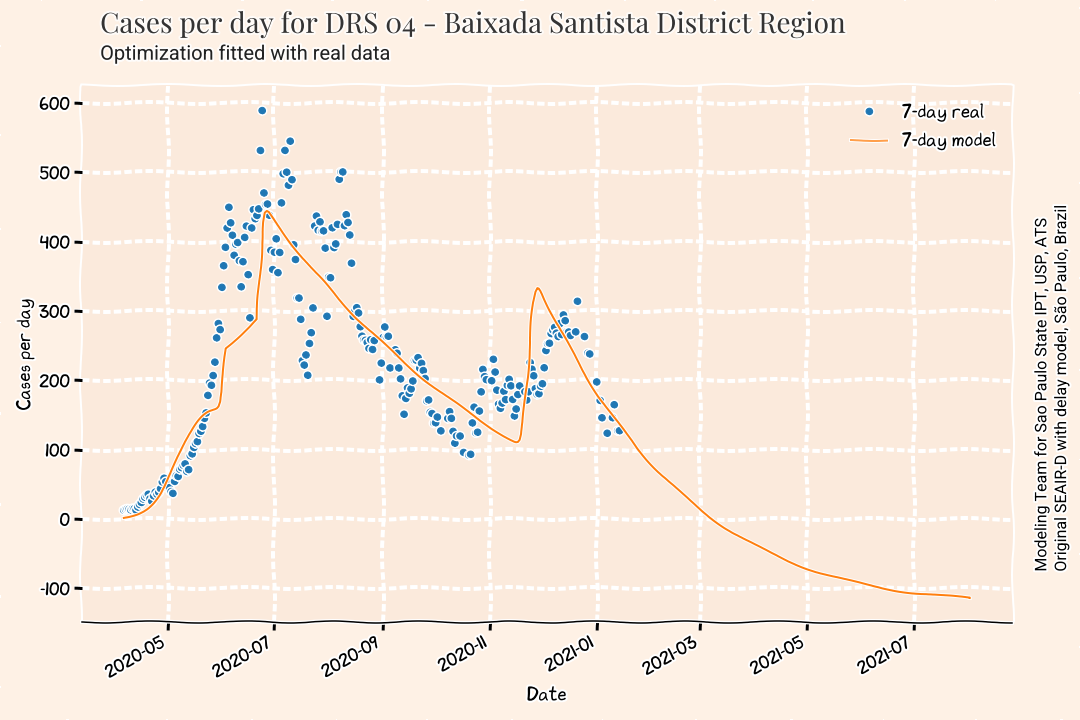 Cases per day for DRS 04 - Baixada Santista District Region
Optimization fitted with real data
7-day real
7-day model
600
500
400
300
200
100
0
-100
Cases per day
2020-05
2020-07
2020-09
2020-11
2021-01
2021-03
2021-05
2021-07
Date
Modeling Team for Sao Paulo State IPT, USP, ATS
Original SEAIR-D with delay model, São Paulo, Brazil